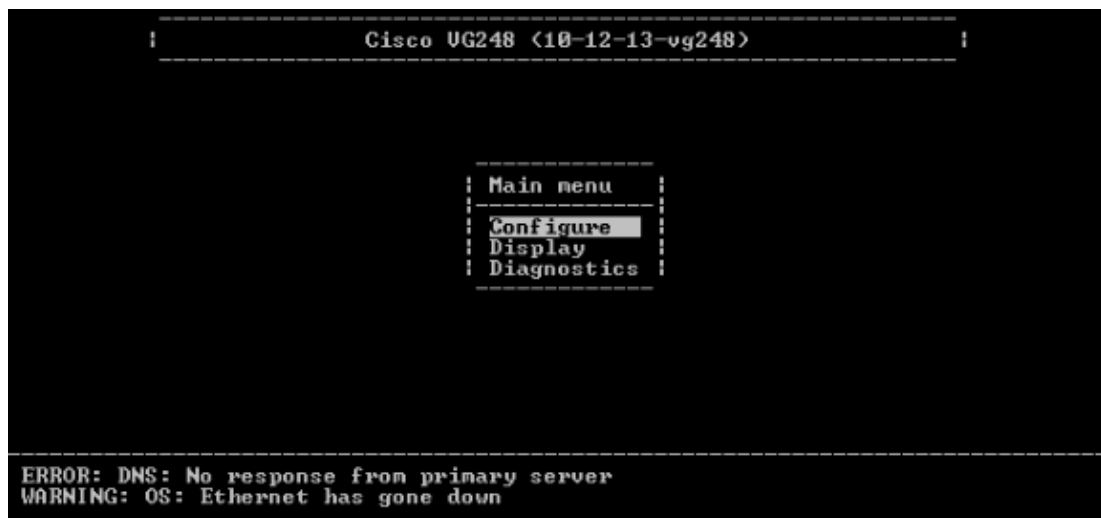 Cisco VG248 (10-12-13-vg248)
Main menu
Configure
Display
Diagnostics
ERROR: DNS: No response from primary server
WARNING: OS: Ethernet has gone down